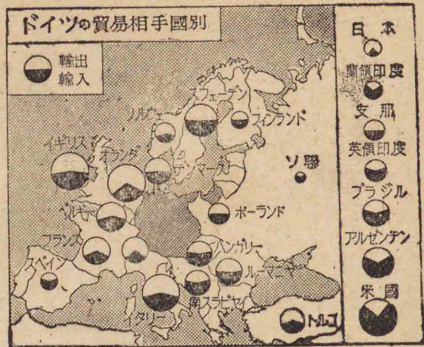 ドイツの貿易相手國別
輸出
輸入
スウェーデン
ノルウェー
フィンランド
イギリス
オランダ
デンマーク
ソ聯
ベルギー
ポーランド
フランス
ハンガリー
スペイン
ルーマニヤ
南スラビヤ
イタリー
トルコ
日本
蘭領印度
支那
英領印度
ブラジル
アルゼンテン
米國